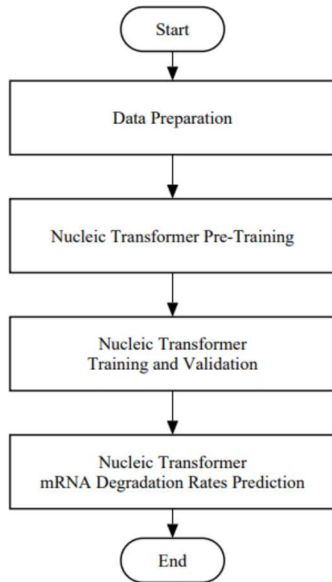 Start
Data Preparation
Nucleic Transformer Pre-Training
Nucleic Transformer
Training and Validation
Nucleic Transformer
mRNA Degradation Rates Prediction
End